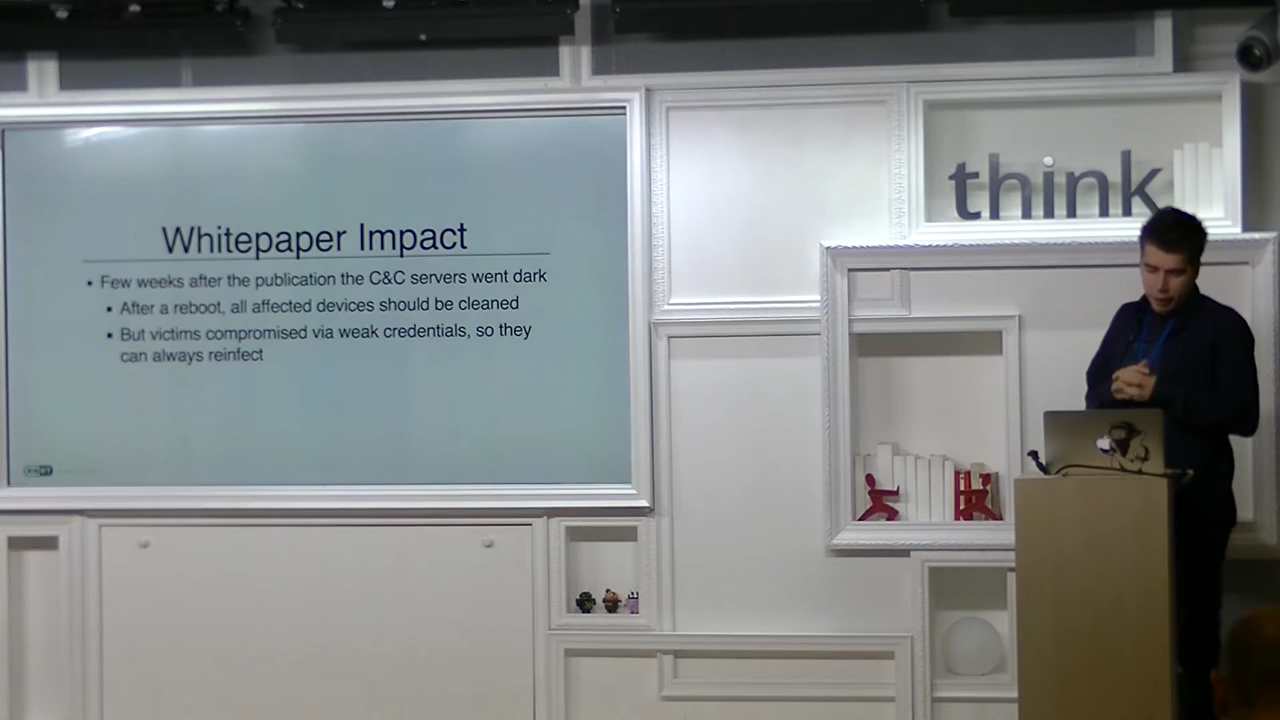 Whitepaper Impact
• Few weeks after the publication the C&C servers went dark
▪ After a reboot, all affected devices should be cleaned
▪ But victims compromised via weak credentials, so they
can always reinfect
think